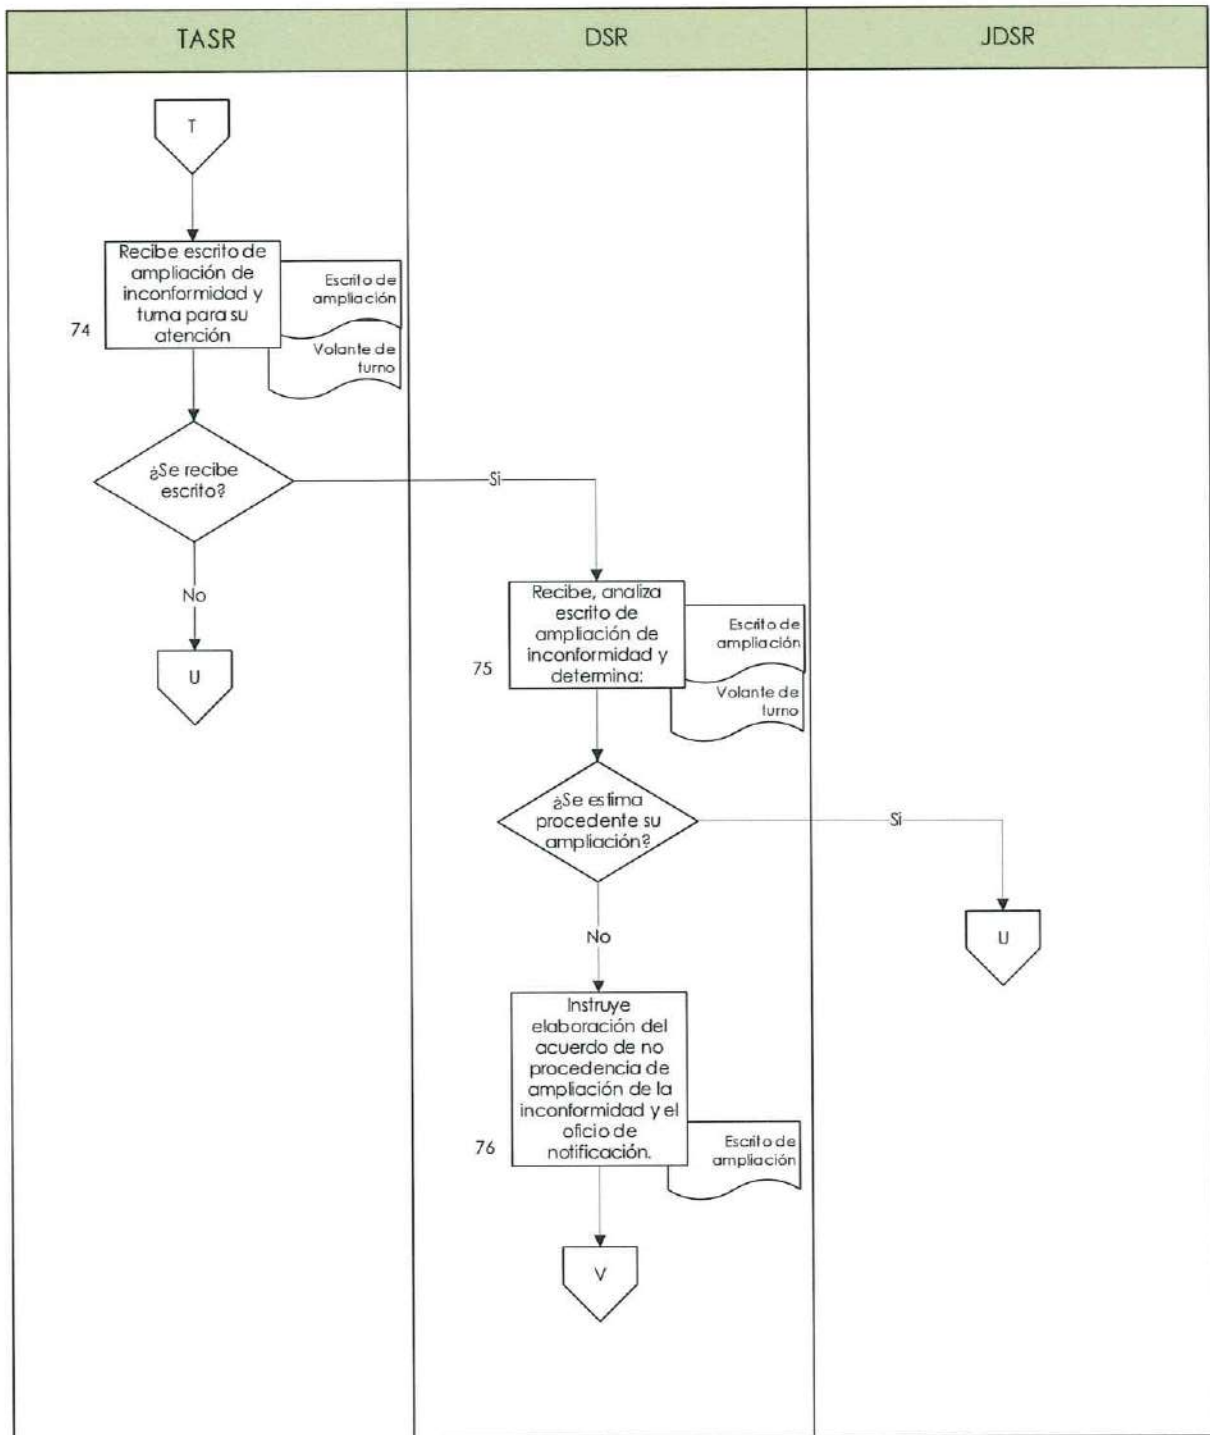 TASR
DSR
JDSR
T
Recibe escrito de
ampliación de
inconformidad y
turna para su
atención
74
Escrito de
ampliación
Volante de
turno
¿Se recibe
escrito?
Si
No
U
Recibe, analiza
escrito de
ampliación de
inconformidad y
determina:
75
Escrito de
ampliación
Volante de
turno
¿Se estima
procedente su
ampliación?
Si
U
No
Instruye
elaboración del
acuerdo de no
procedencia de
ampliación de la
inconformidad y el
oficio de
notificación.
76
Escrito de
ampliación
V